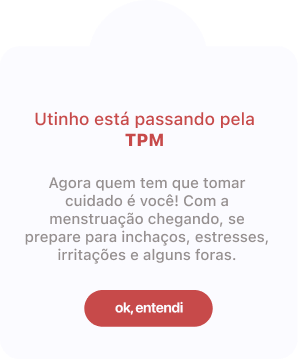 Utinho está passando pela
TPM
Agora quem tem que tomar
cuidado é você! Com a
menstruação chegando, se
prepare para inchaços, estresses,
irritações e alguns foras.
ok, entendi